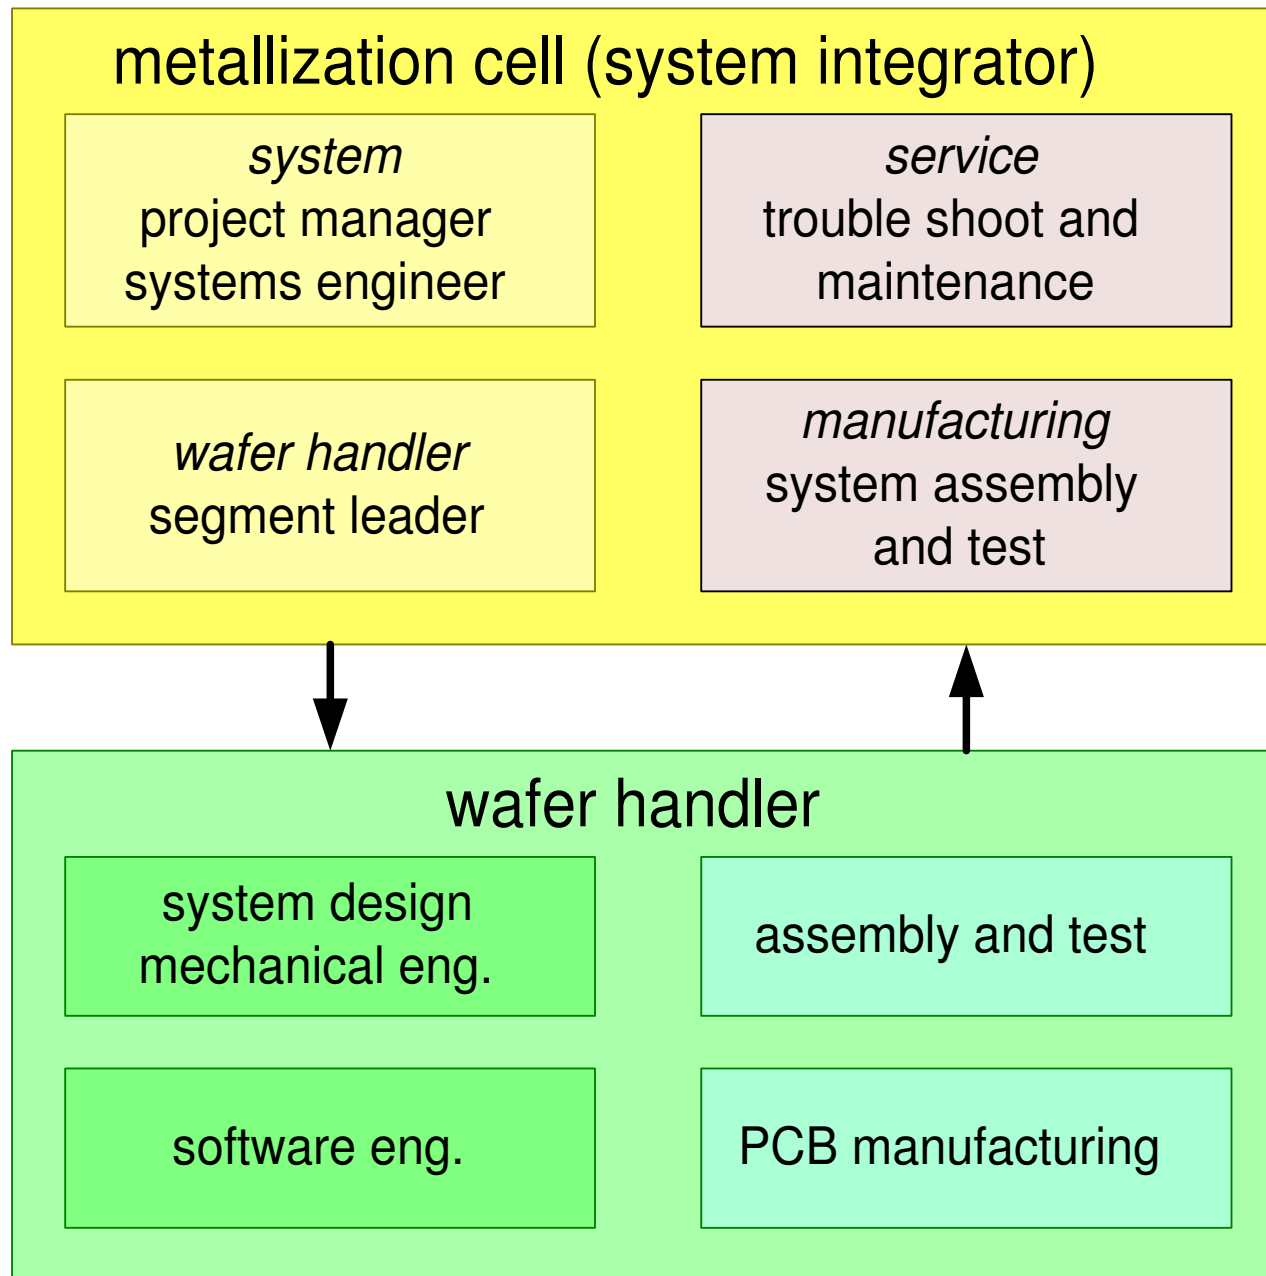 metallization cell (system integrator)
system
project manager
systems engineer
service
trouble shoot and
maintenance
wafer handler
segment leader
manufacturing
system assembly
and test
wafer handler
system design
mechanical eng.
assembly and test
software eng.
PCB manufacturing